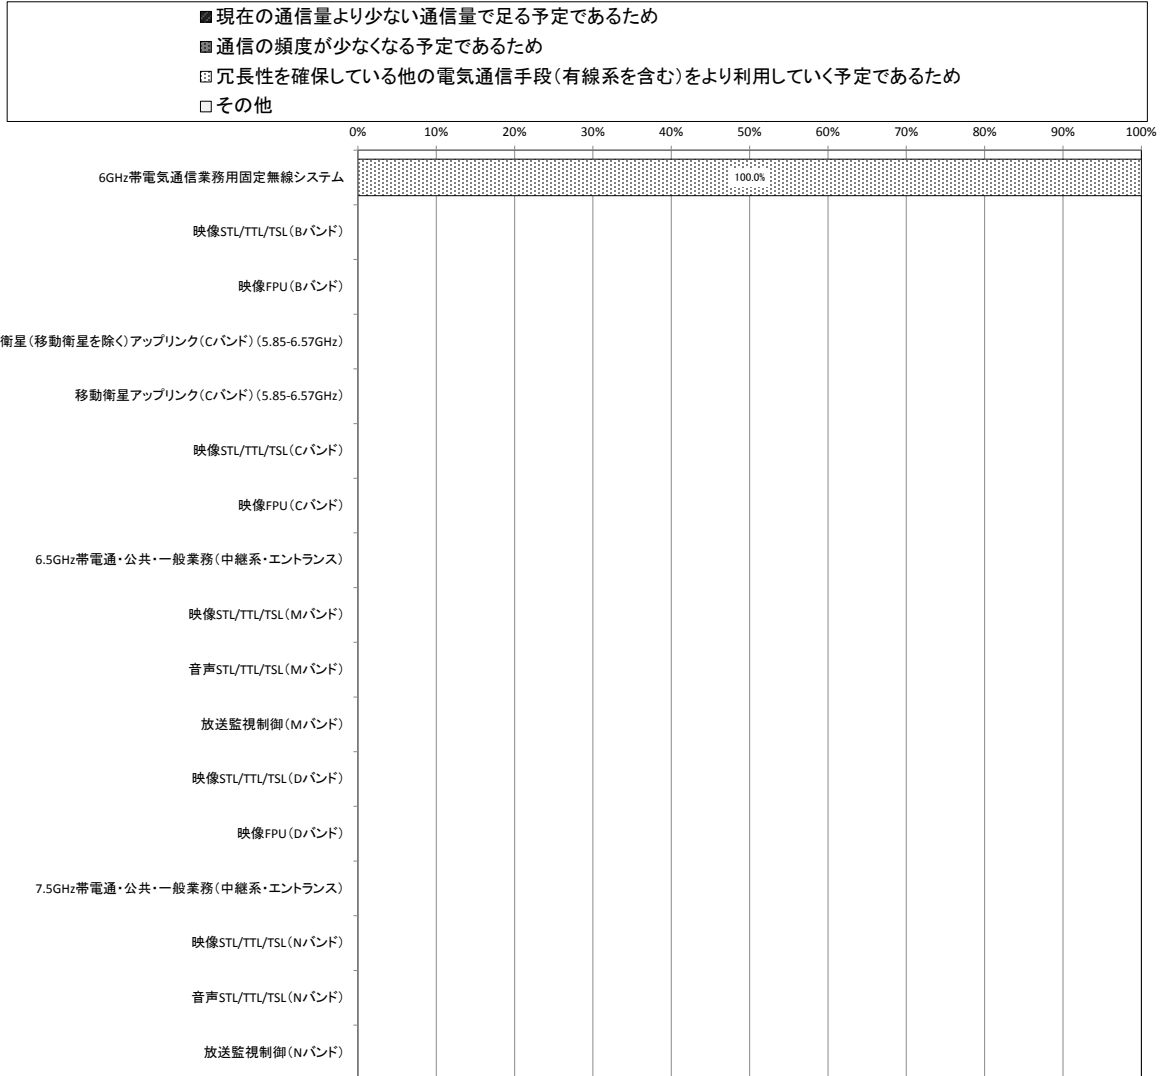 現在の通信量より少ない通信量で足る予定であるため
通信の頻度が少なくなる予定であるため
冗長性を確保している他の電気通信手段(有線系を含む)をより利用していく予定であるため
その他
0% 10% 20% 30% 40% 50% 60% 70% 80% 90% 100%
6GHz帯電気通信業務用固定無線システム 100.0%
映像STL/TTL/TSL(Bバンド)
映像FPU(Bバンド)
衛星(移動衛星を除く)アップリンク(Cバンド)(5.85-6.57GHz)
移動衛星アップリンク(Cバンド)(5.85-6.57GHz)
映像STL/TTL/TSL(Cバンド)
映像FPU(Cバンド)
6.5GHz帯電通・公共・一般業務(中継系・エントランス)
映像STL/TTL/TSL(Mバンド)
音声STL/TTL/TSL(Mバンド)
放送監視制御(Mバンド)
映像STL/TTL/TSL(Dバンド)
映像FPU(Dバンド)
7.5GHz帯電通・公共・一般業務(中継系・エントランス)
映像STL/TTL/TSL(Nバンド)
音声STL/TTL/TSL(Nバンド)
放送監視制御(Nバンド)